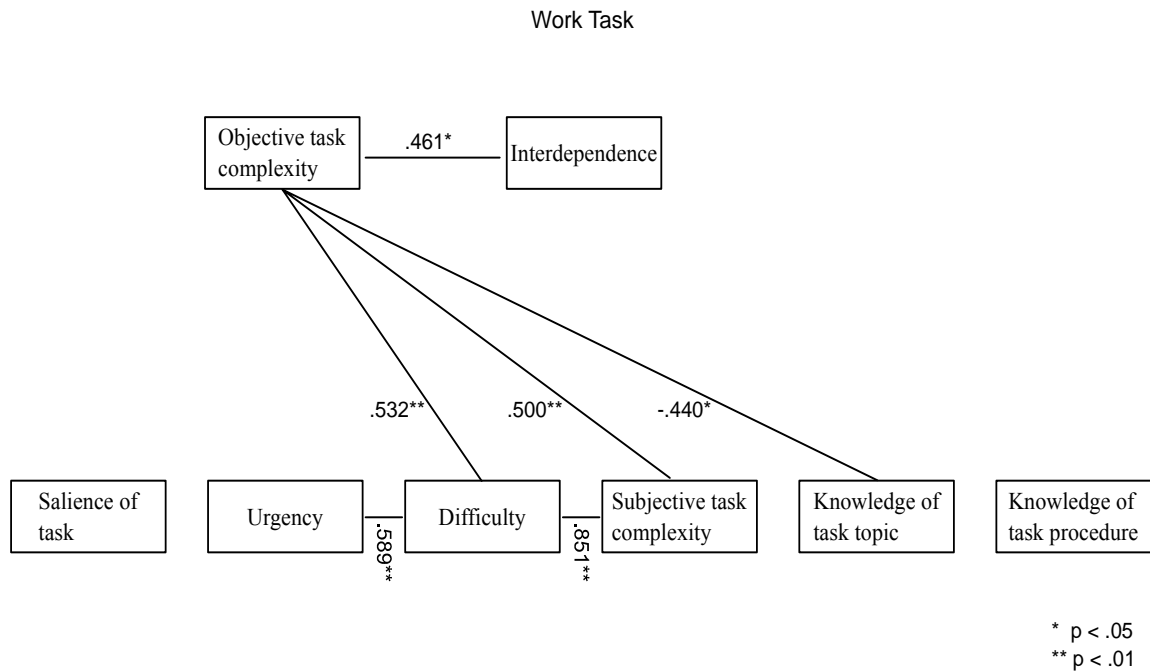 Work Task
Objective task
complexity
.461*
Interdependence
.532**
.500**
-.440*
Salience of
task
Urgency
.589**
Difficulty
.851**
Subjective task
complexity
Knowledge of
task topic
Knowledge of
task procedure
* p < .05
** p < .01